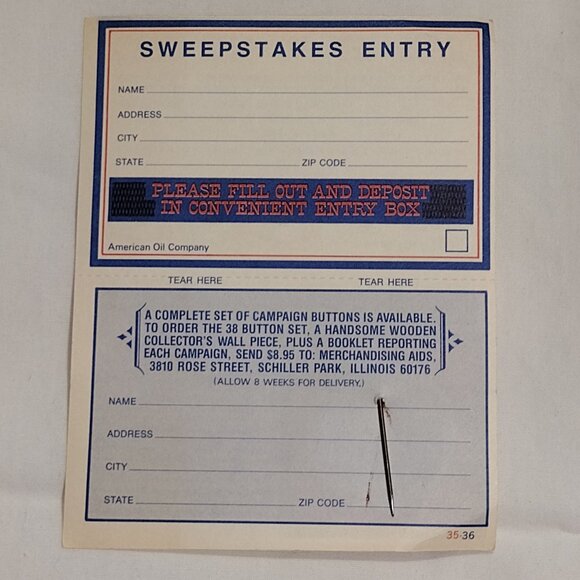 SWEEPSTAKES ENTRY
NAME
ADDRESS
CITY
STATE ZIP CODE
PLEASE FILL OUT AND DEPOSIT
IN CONVENIENT ENTRY BOX
American Oil Company
TEAR HERE TEAR HERE
A COMPLETE SET OF CAMPAIGN BUTTONS IS AVAILABLE.
TO ORDER THE 38 BUTTON SET, A HANDSOME WOODEN
COLLECTOR'S WALL PIECE, PLUS A BOOKLET REPORTING
EACH CAMPAIGN, SEND $8.95 TO: MERCHANDISING AIDS,
3810 ROSE STREET, SCHILLER PARK, ILLINOIS 60176
(ALLOW 8 WEEKS FOR DELIVERY.)
NAME
ADDRESS
CITY
STATE ZIP CODE
35-36